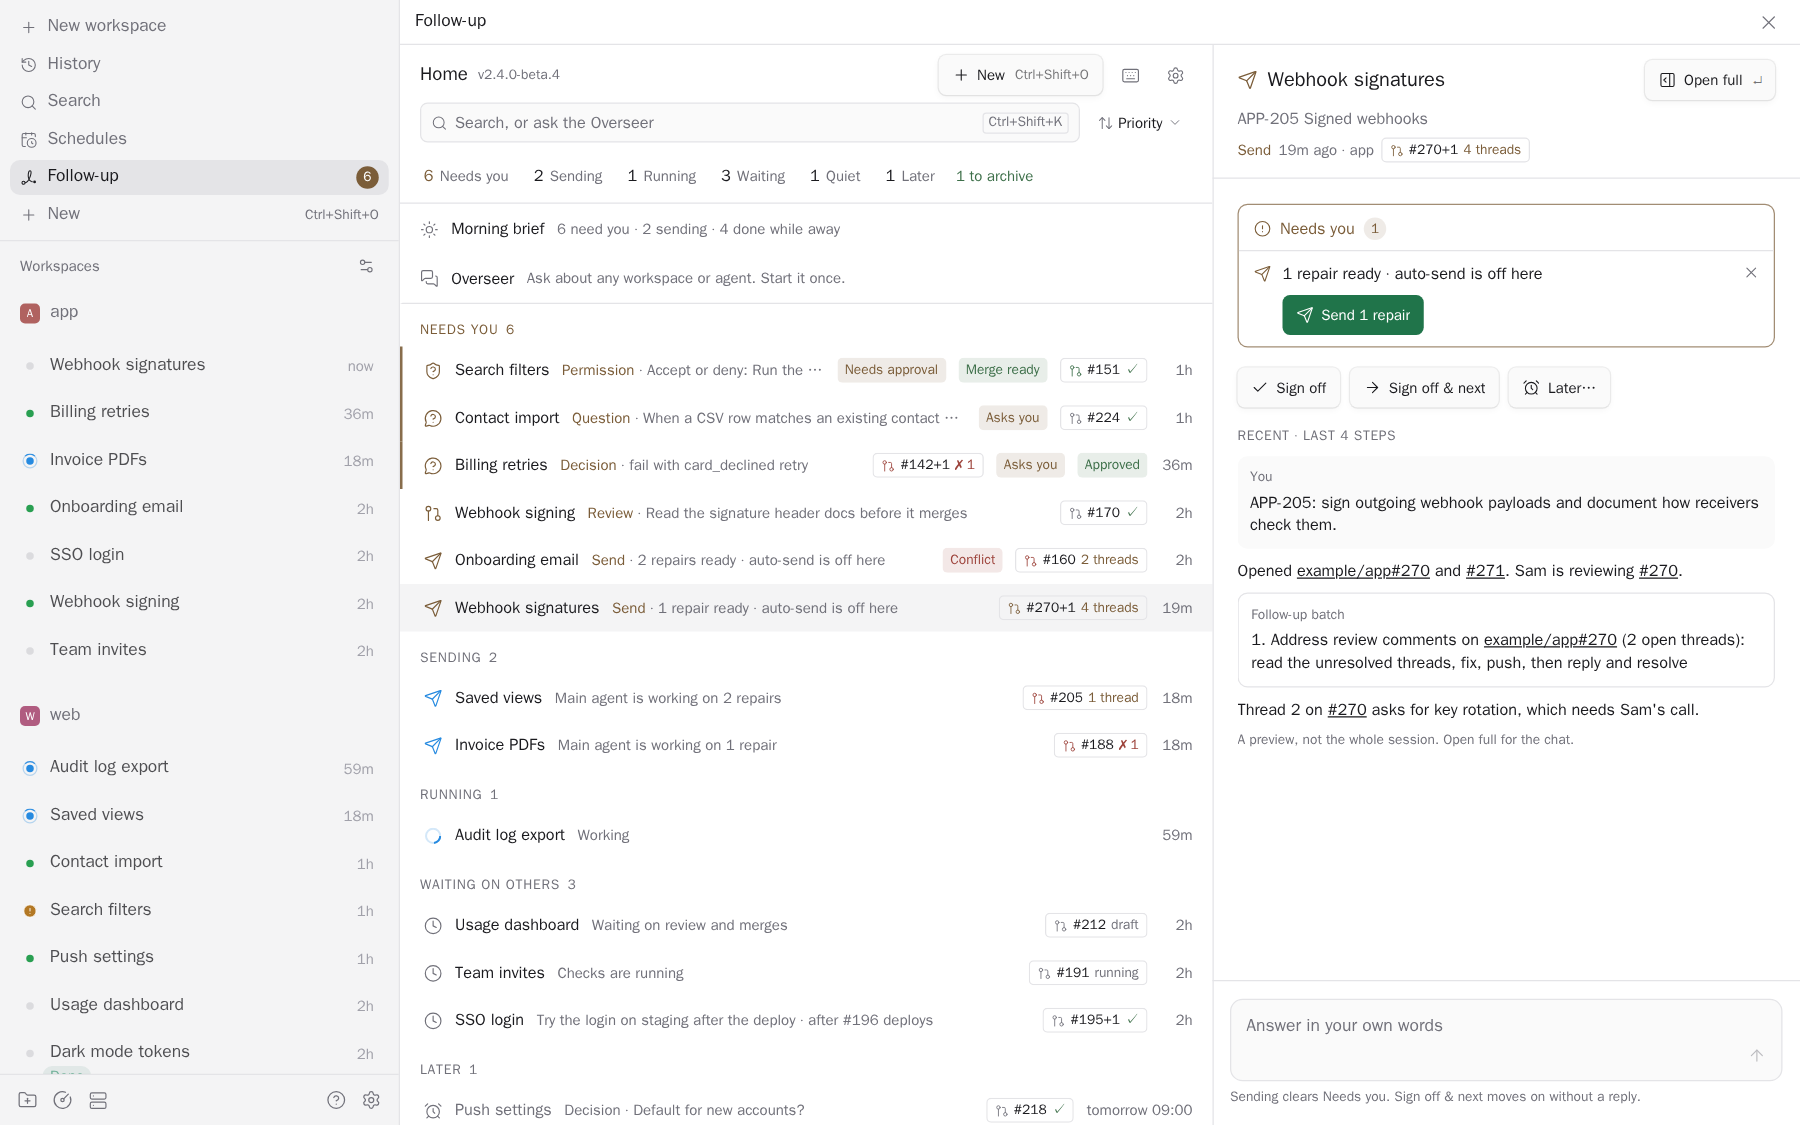 New workspace
History
Search
Schedules
Follow-up 6
New Ctrl+Shift+O
Workspaces
A app
Webhook signatures now
Billing retries 36m
Invoice PDFs 18m
Onboarding email 2h
SSO login 2h
Webhook signing 2h
Team invites 2h
W web
Audit log export 59m
Saved views 18m
Contact import 1h
Search filters 1h
Push settings 1h
Usage dashboard 2h
Dark mode tokens 2h
Follow-up
Home v2.4.0-beta.4 New Ctrl+Shift+O
Search, or ask the Overseer Ctrl+Shift+K Priority
6 Needs you 2 Sending 1 Running 3 Waiting 1 Quiet 1 Later 1 to archive
Morning brief 6 need you · 2 sending · 4 done while away
Overseer Ask about any workspace or agent. Start it once.
NEEDS YOU 6
Search filters Permission · Accept or deny: Run the ··· Needs approval Merge ready #151 ✓ 1h
Contact import Question · When a CSV row matches an existing contact ··· Asks you #224 ✓ 1h
Billing retries Decision · fail with card_declined retry #142+1 ✗ 1 Asks you Approved 36m
Webhook signing Review · Read the signature header docs before it merges #170 ✓ 2h
Onboarding email Send · 2 repairs ready · auto-send is off here Conflict #160 2 threads 2h
Webhook signatures Send · 1 repair ready · auto-send is off here #270+1 4 threads 19m
SENDING 2
Saved views Main agent is working on 2 repairs #205 1 thread 18m
Invoice PDFs Main agent is working on 1 repair #188 ✗ 1 18m
RUNNING 1
Audit log export Working 59m
WAITING ON OTHERS 3
Usage dashboard Waiting on review and merges #212 draft 2h
Team invites Checks are running #191 running 2h
SSO login Try the login on staging after the deploy · after #196 deploys #195+1 ✓ 2h
LATER 1
Push settings Decision · Default for new accounts? #218 ✓ tomorrow 09:00
Webhook signatures Open full
APP-205 Signed webhooks
Send 19m ago · app #270+1 4 threads
Needs you 1
1 repair ready · auto-send is off here
Send 1 repair
Sign off Sign off & next Later···
RECENT · LAST 4 STEPS
You
APP-205: sign outgoing webhook payloads and document how receivers
check them.
Opened example/app#270 and #271. Sam is reviewing #270.
Follow-up batch
1. Address review comments on example/app#270 (2 open threads):
read the unresolved threads, fix, push, then reply and resolve
Thread 2 on #270 asks for key rotation, which needs Sam's call.
A preview, not the whole session. Open full for the chat.
Answer in your own words
Sending clears Needs you. Sign off & next moves on without a reply.